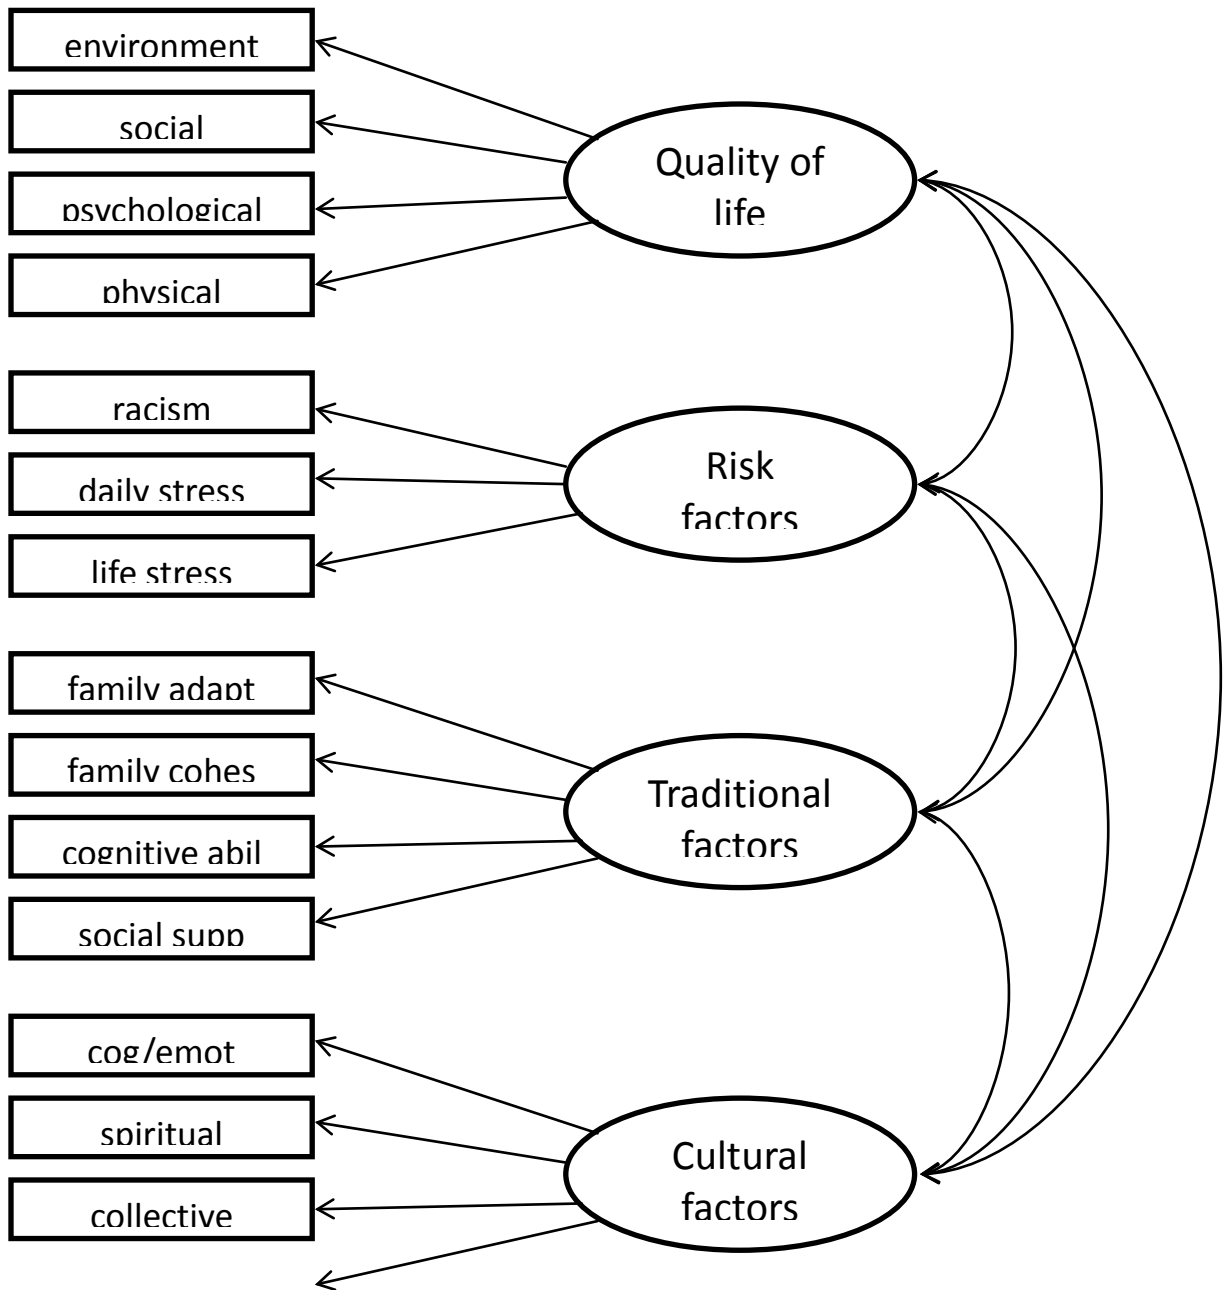 environment
social
psychological
physical
Quality of
life
racism
daily stress
life stress
Risk
factors
family adapt
family cohes
cognitive abil
social supp
Traditional
factors
cog/emot
spiritual
collective
Cultural
factors